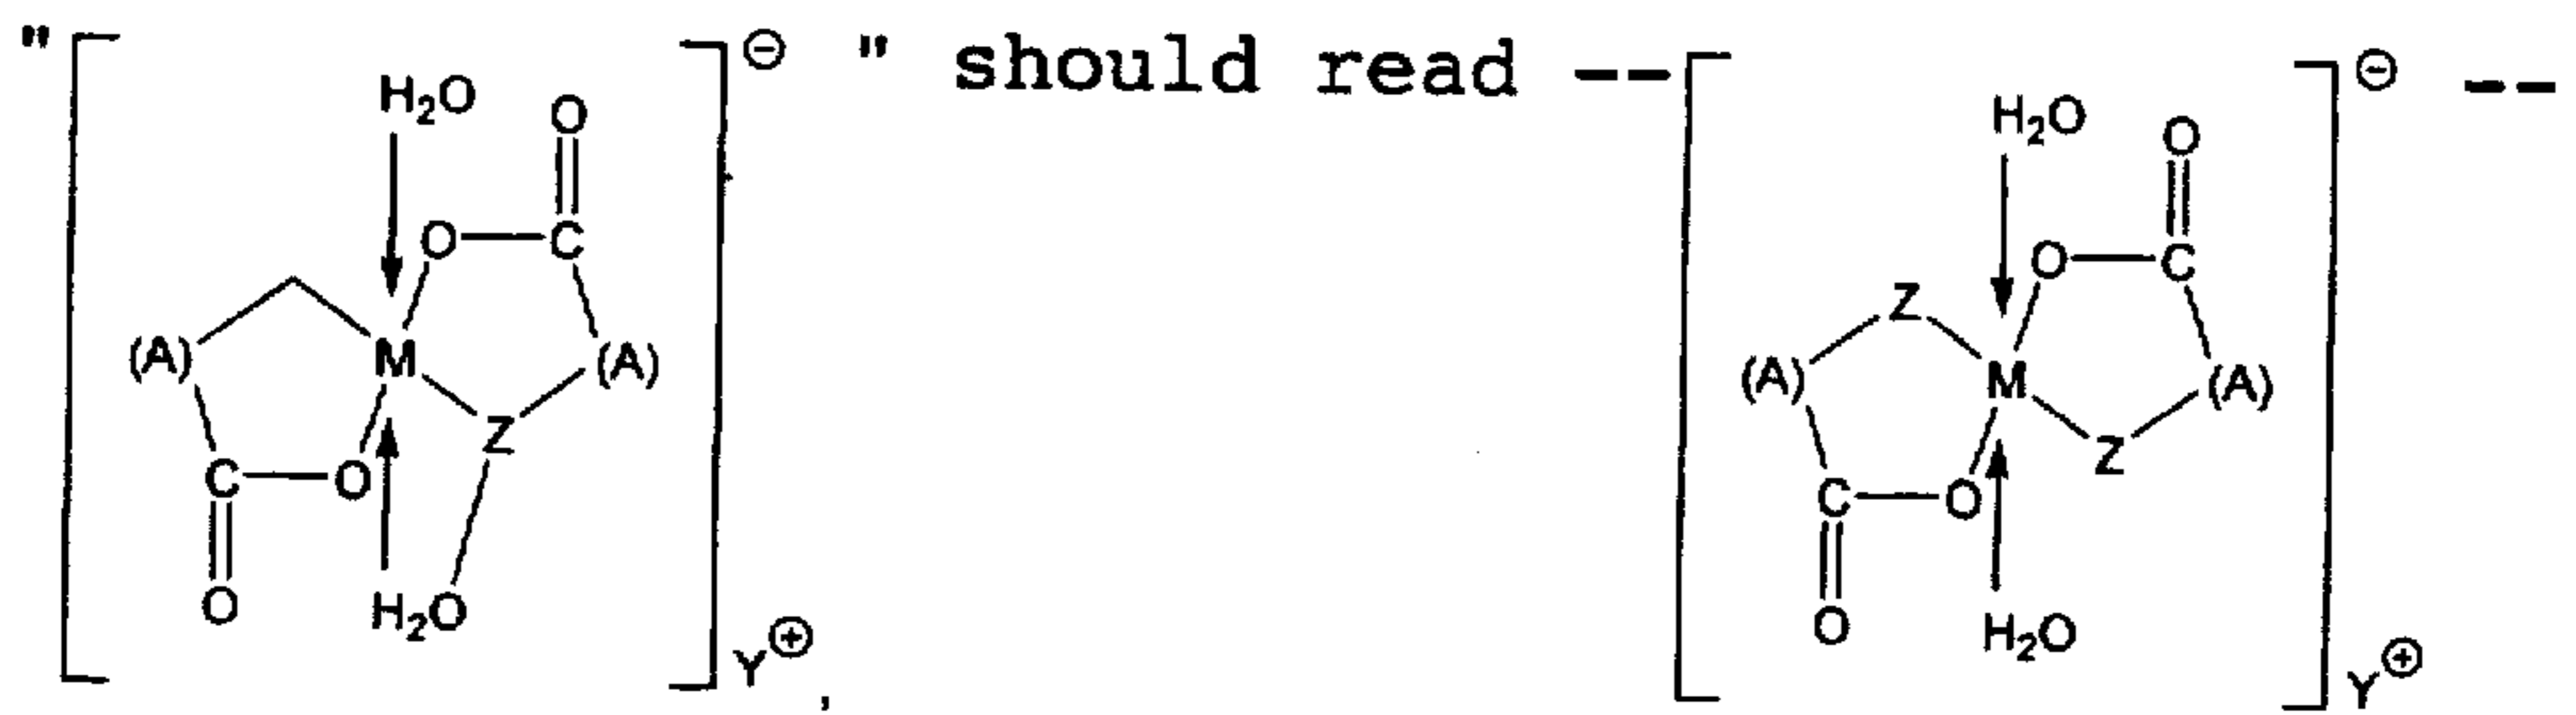 " H₂O O ⊖ " should read -- H₂O O ⊖ --
O C O C
Z
(A) M (A) (A) M (A)
Z Z
C O C O
O H₂O Y⊕, O H₂O Y⊕